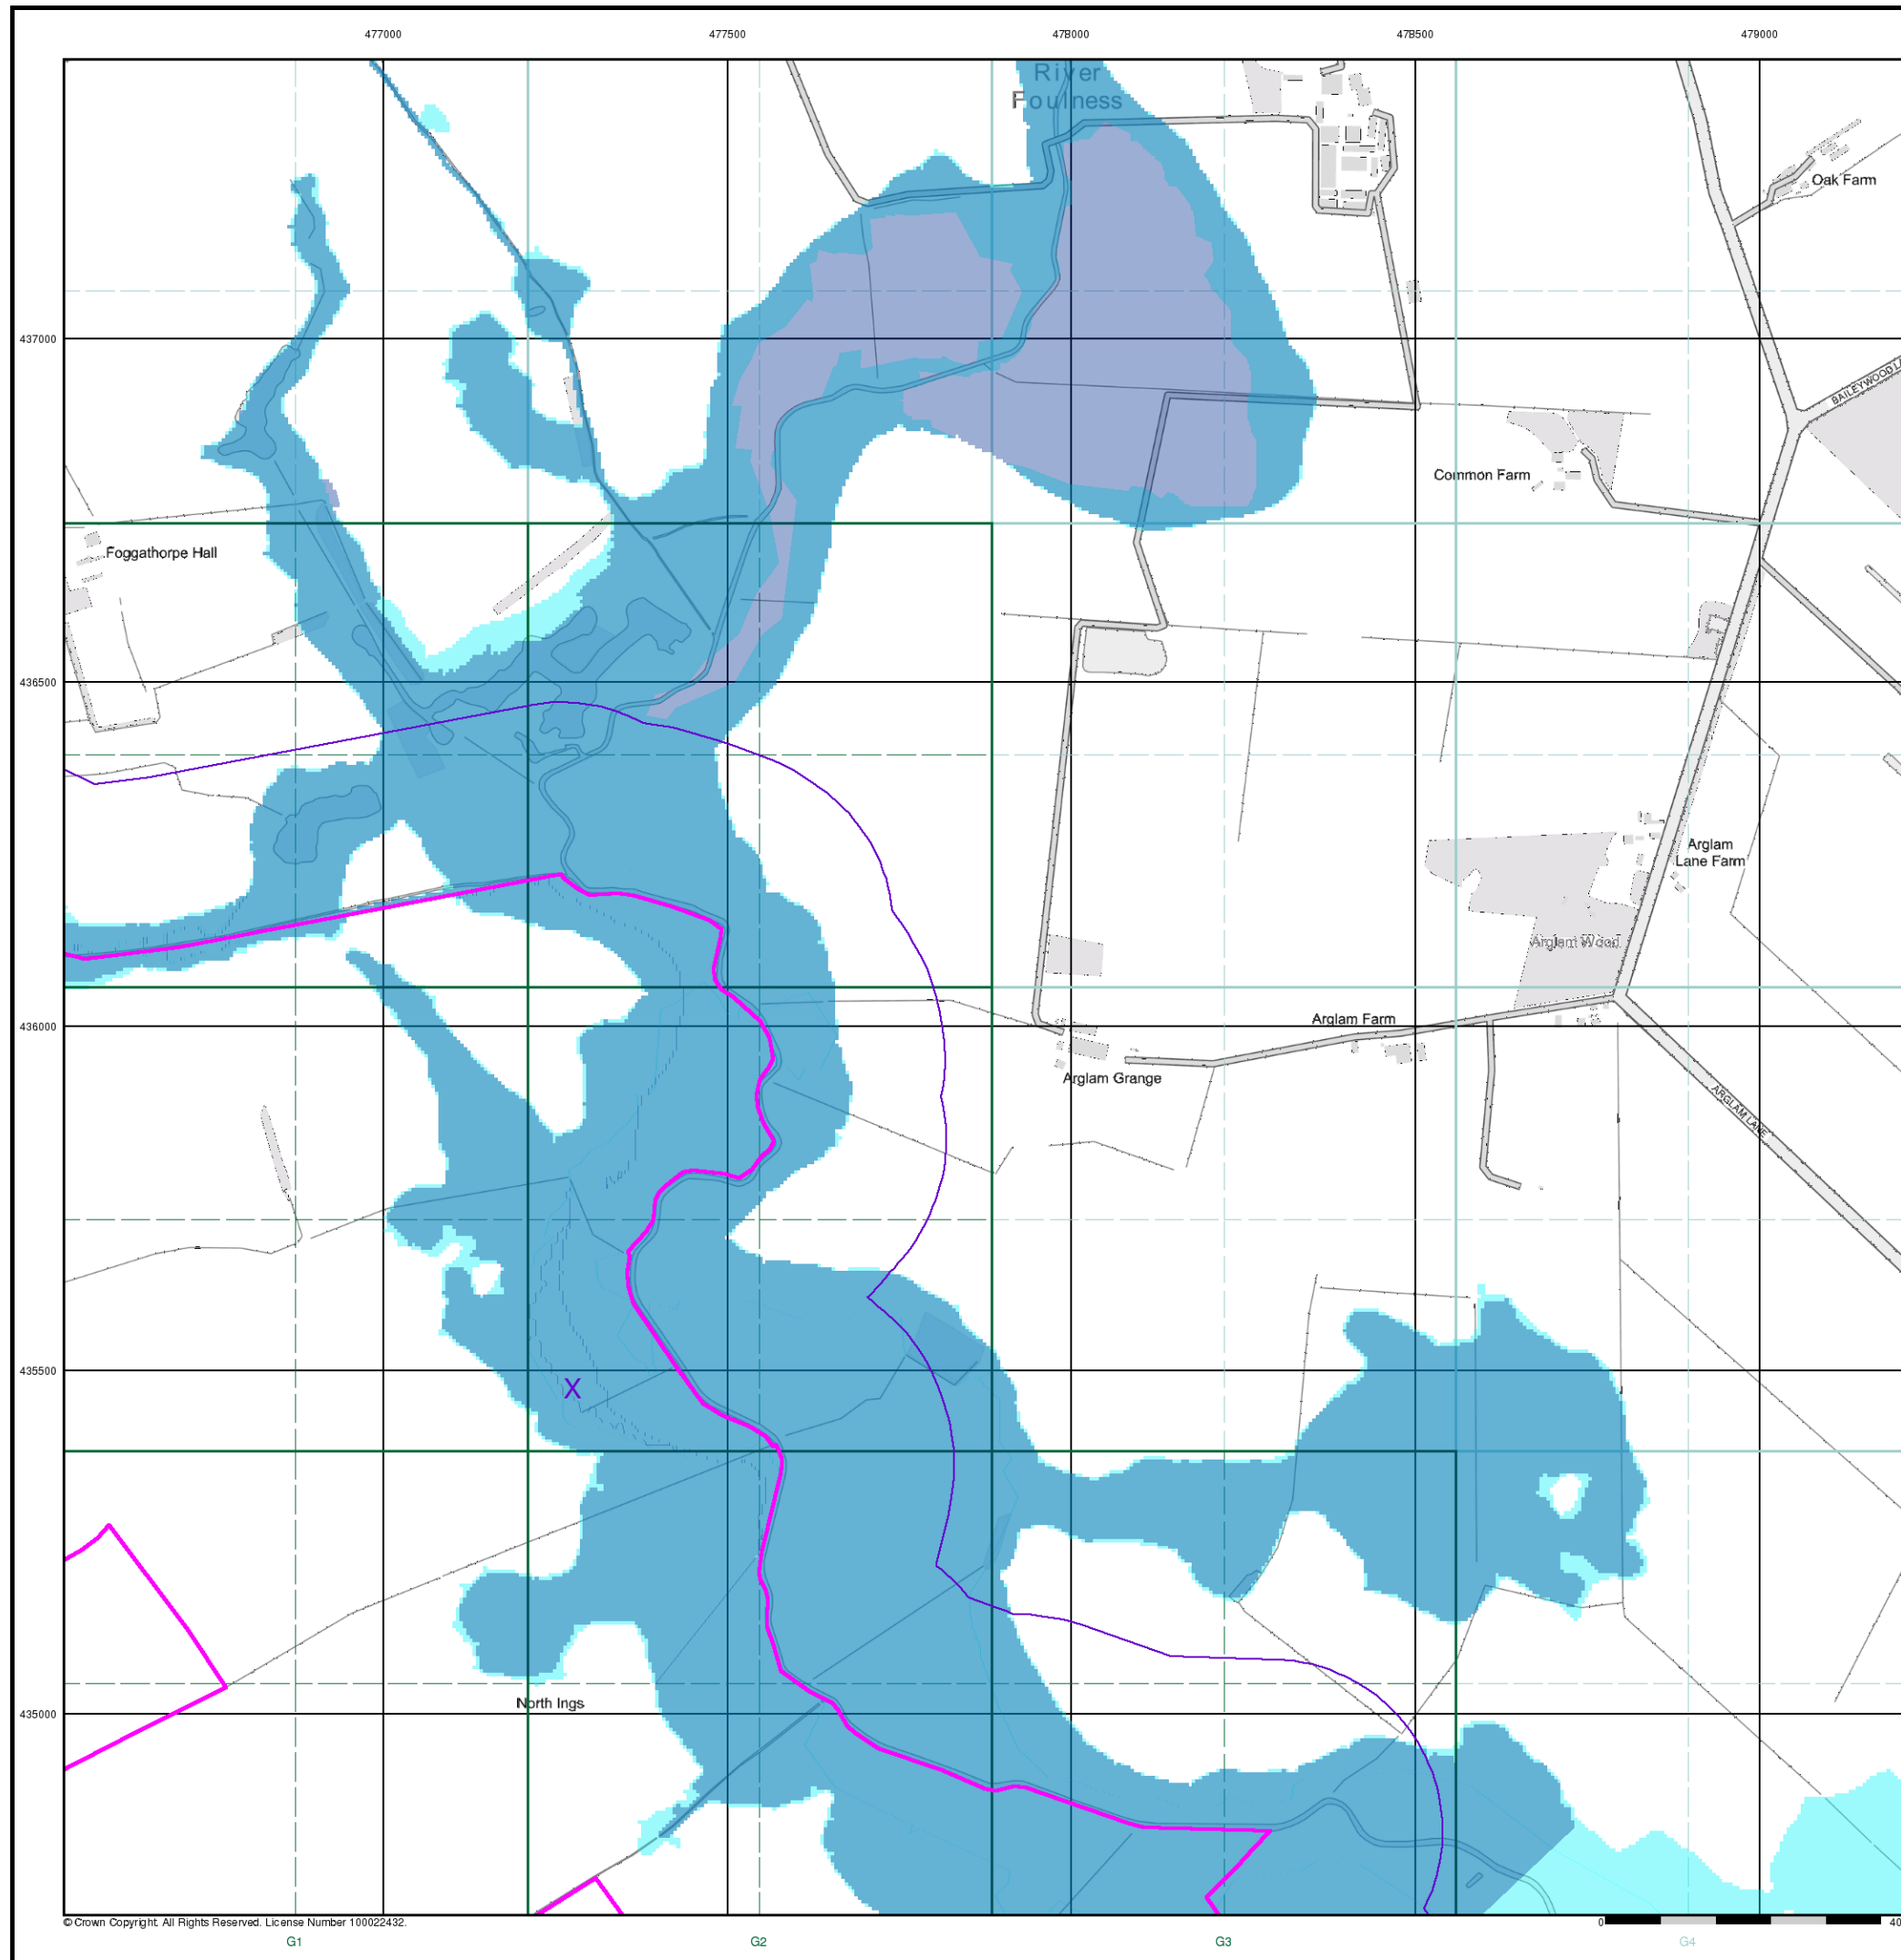 477000
477500
478000
478500
479000
River
Foulness
Oak Farm
437000
Common Farm
Foggathorpe Hall
436500
Arglam
Lane Farm
Arglam Wood
436000
Arglam Farm
Arglam Grange
ARGLAM LANE
435500
X
North Ings
435000
© Crown Copyright. All Rights Reserved. License Number 100022432.
0
G1
G2
G3
G4